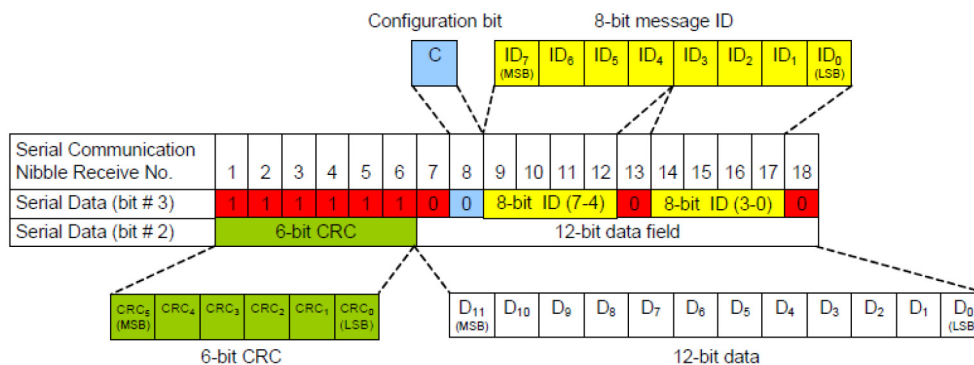 Configuration bit 8-bit message ID
C ID7 (MSB) ID6 ID5 ID4 ID3 ID2 ID1 ID0 (LSB)
Serial Communication
Nibble Receive No. 1 2 3 4 5 6 7 8 9 10 11 12 13 14 15 16 17 18
Serial Data (bit # 3) 1 1 1 1 1 1 0 0 8-bit ID (7-4) 0 8-bit ID (3-0) 0
Serial Data (bit # 2) 6-bit CRC 12-bit data field
CRC5 (MSB) CRC4 CRC3 CRC2 CRC1 CRC0 (LSB) D11 (MSB) D10 D9 D8 D7 D6 D5 D4 D3 D2 D1 D0 (LSB)
6-bit CRC 12-bit data